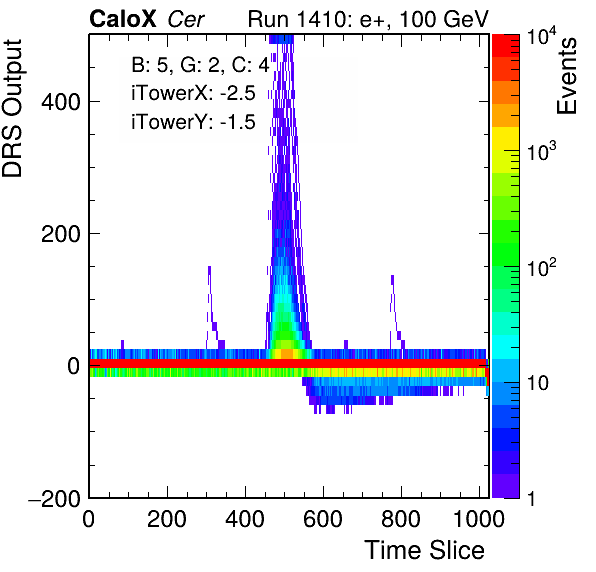 CaloX Cer Run 1410: e+, 100 GeV
DRS Output
Events
B: 5, G: 2, C: 4
iTowerX: -2.5
iTowerY: -1.5
400
200
0
−200
0 200 400 600 800 1000
Time Slice
10^4
10^3
10^2
10
1